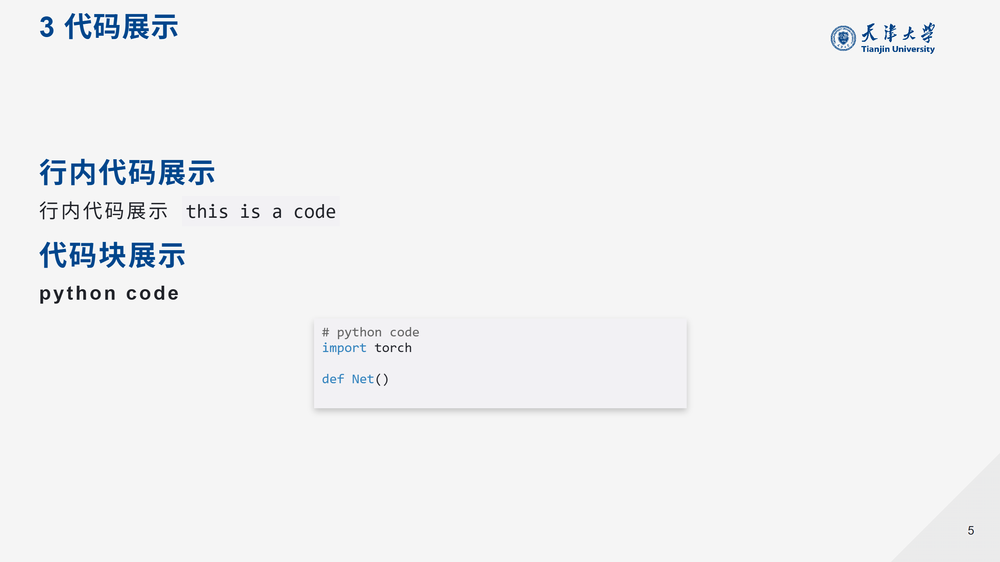 3 代码展示
天津大学
Tianjin University
行内代码展示
行内代码展示 this is a code
代码块展示
python code
# python code
import torch
def Net()
5